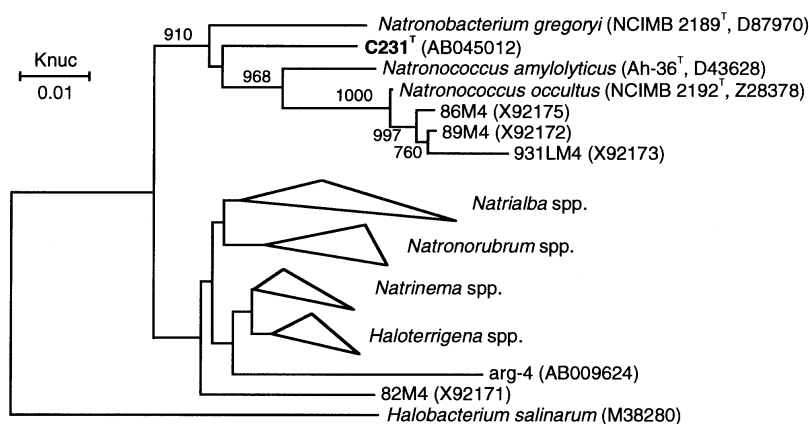 910
Natronobacterium gregoryi (NCIMB 2189T, D87970)
Knuc
0.01
C231T (AB045012)
968
Natronococcus amylolyticus (Ah-36T, D43628)
1000
Natronococcus occultus (NCIMB 2192T, Z28378)
86M4 (X92175)
997
89M4 (X92172)
760
931LM4 (X92173)
Natrialba spp.
Natronorubrum spp.
Natrinema spp.
Haloterrigena spp.
arg-4 (AB009624)
82M4 (X92171)
Halobacterium salinarum (M38280)